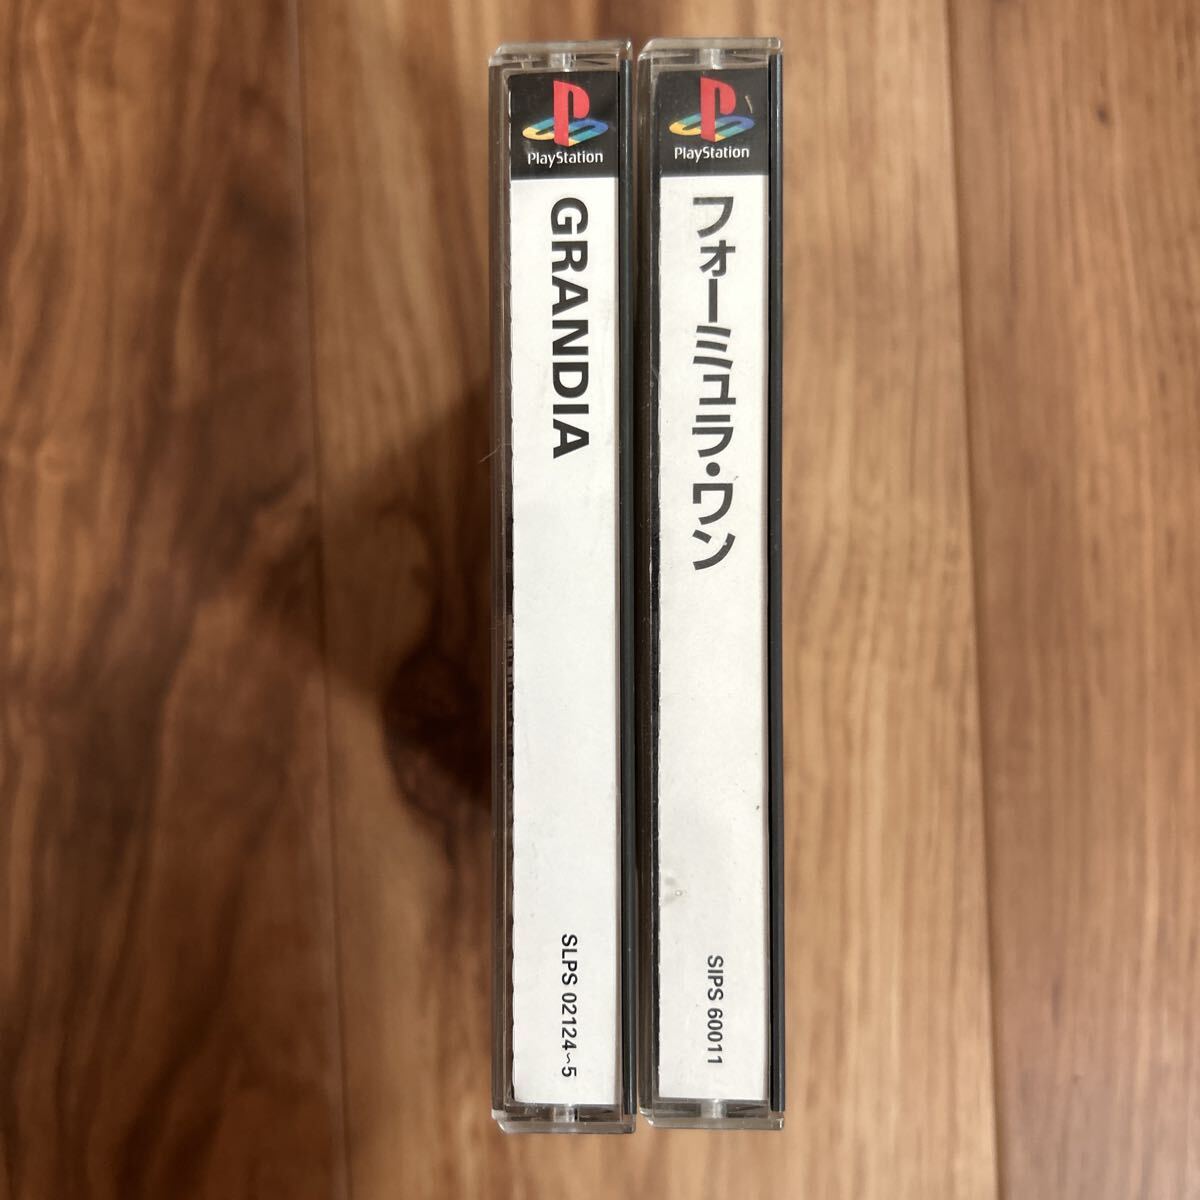 PlayStation
GRANDIA
SLPS 02124~5
PlayStation
フォーミュラ・ワン
SIPS 60011